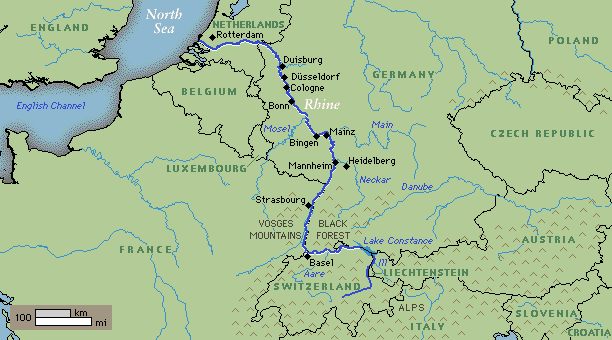 North
Sea
NETHERLANDS
Rotterdam
POLAND
Duisburg
GERMANY
Düsseldorf
Cologne
BELGIUM
English Channel
Bonn
Rhine
Mosel
Main
Mainz
CZECH REPUBLIC
Bingen
Heidelberg
Mannheim
LUXEMBOURG
Neckar
Danube
Strasbourg
VOSGES
MOUNTAINS
BLACK
FOREST
Lake Constance
AUSTRIA
FRANCE
Basel
Ill
Aare
LIECHTENSTEIN
SWITZERLAND
ALPS
100 km
mi
SLOVENIA
ITALY
CROATIA